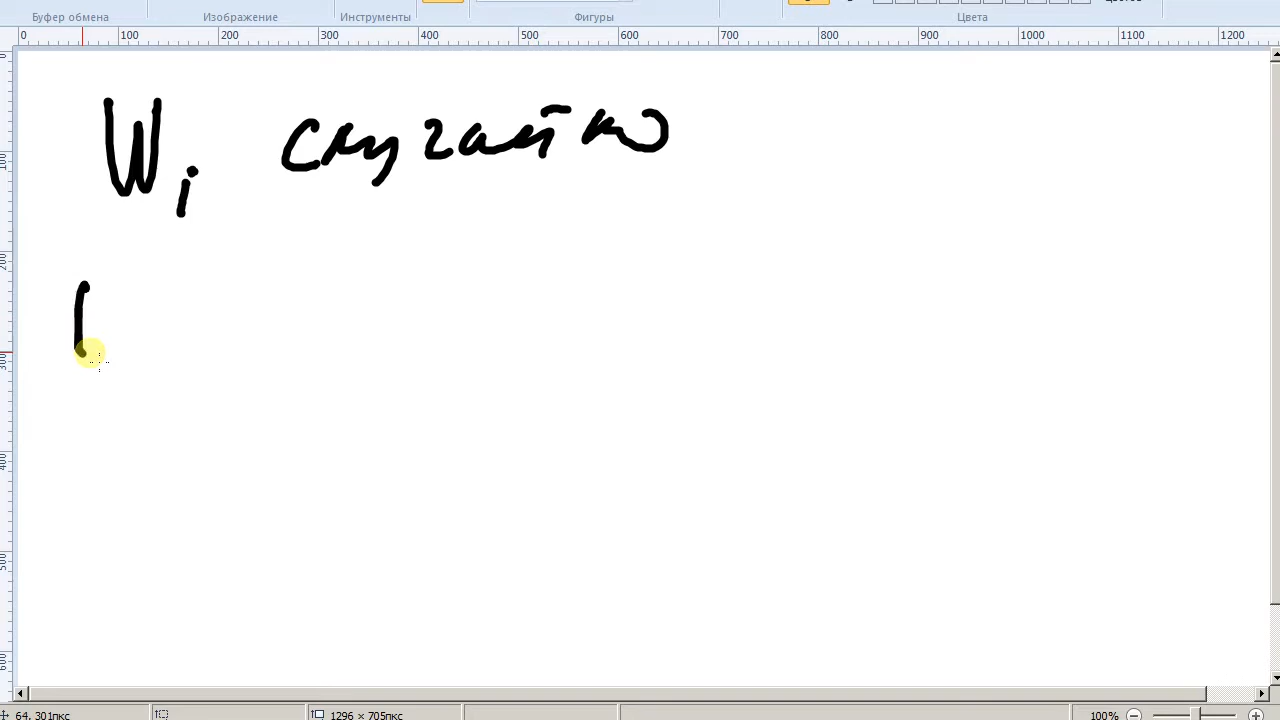 Буфер обмена Изображение Инструменты Фигуры Цвета
0 100 200 300 400 500 600 700 800 900 1000 1100 1200
W i случайно
64, 301пкс 1296 × 705пкс 100%